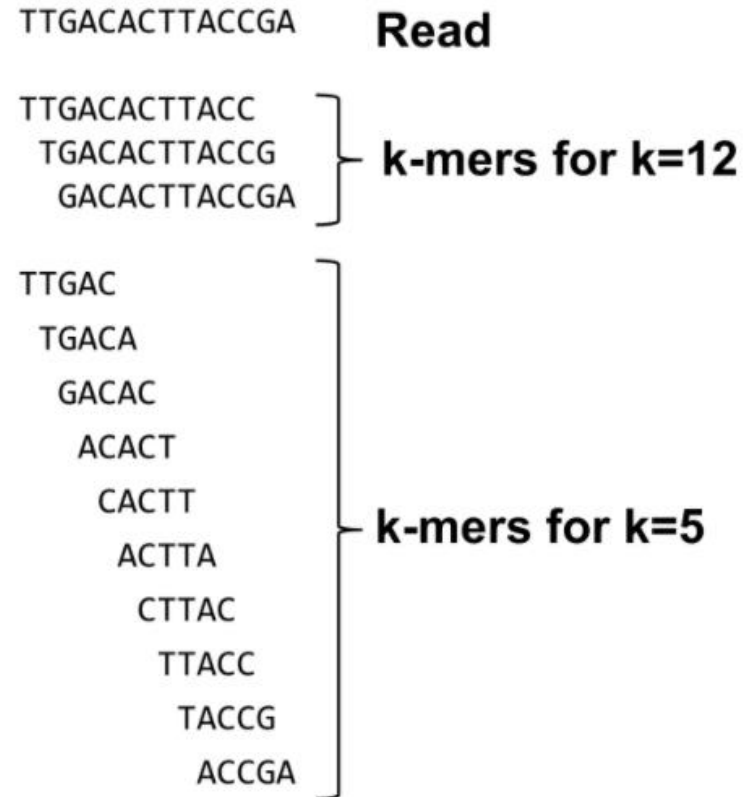 TTGACACTTACCGA Read
TTGACACTTACC
TGACACTTACCG
GACACTTACCGA
k-mers for k=12
TTGAC
TGACA
GACAC
ACACT
CACTT
ACTTA
CTTAC
TTACC
TACCG
ACCGA
k-mers for k=5